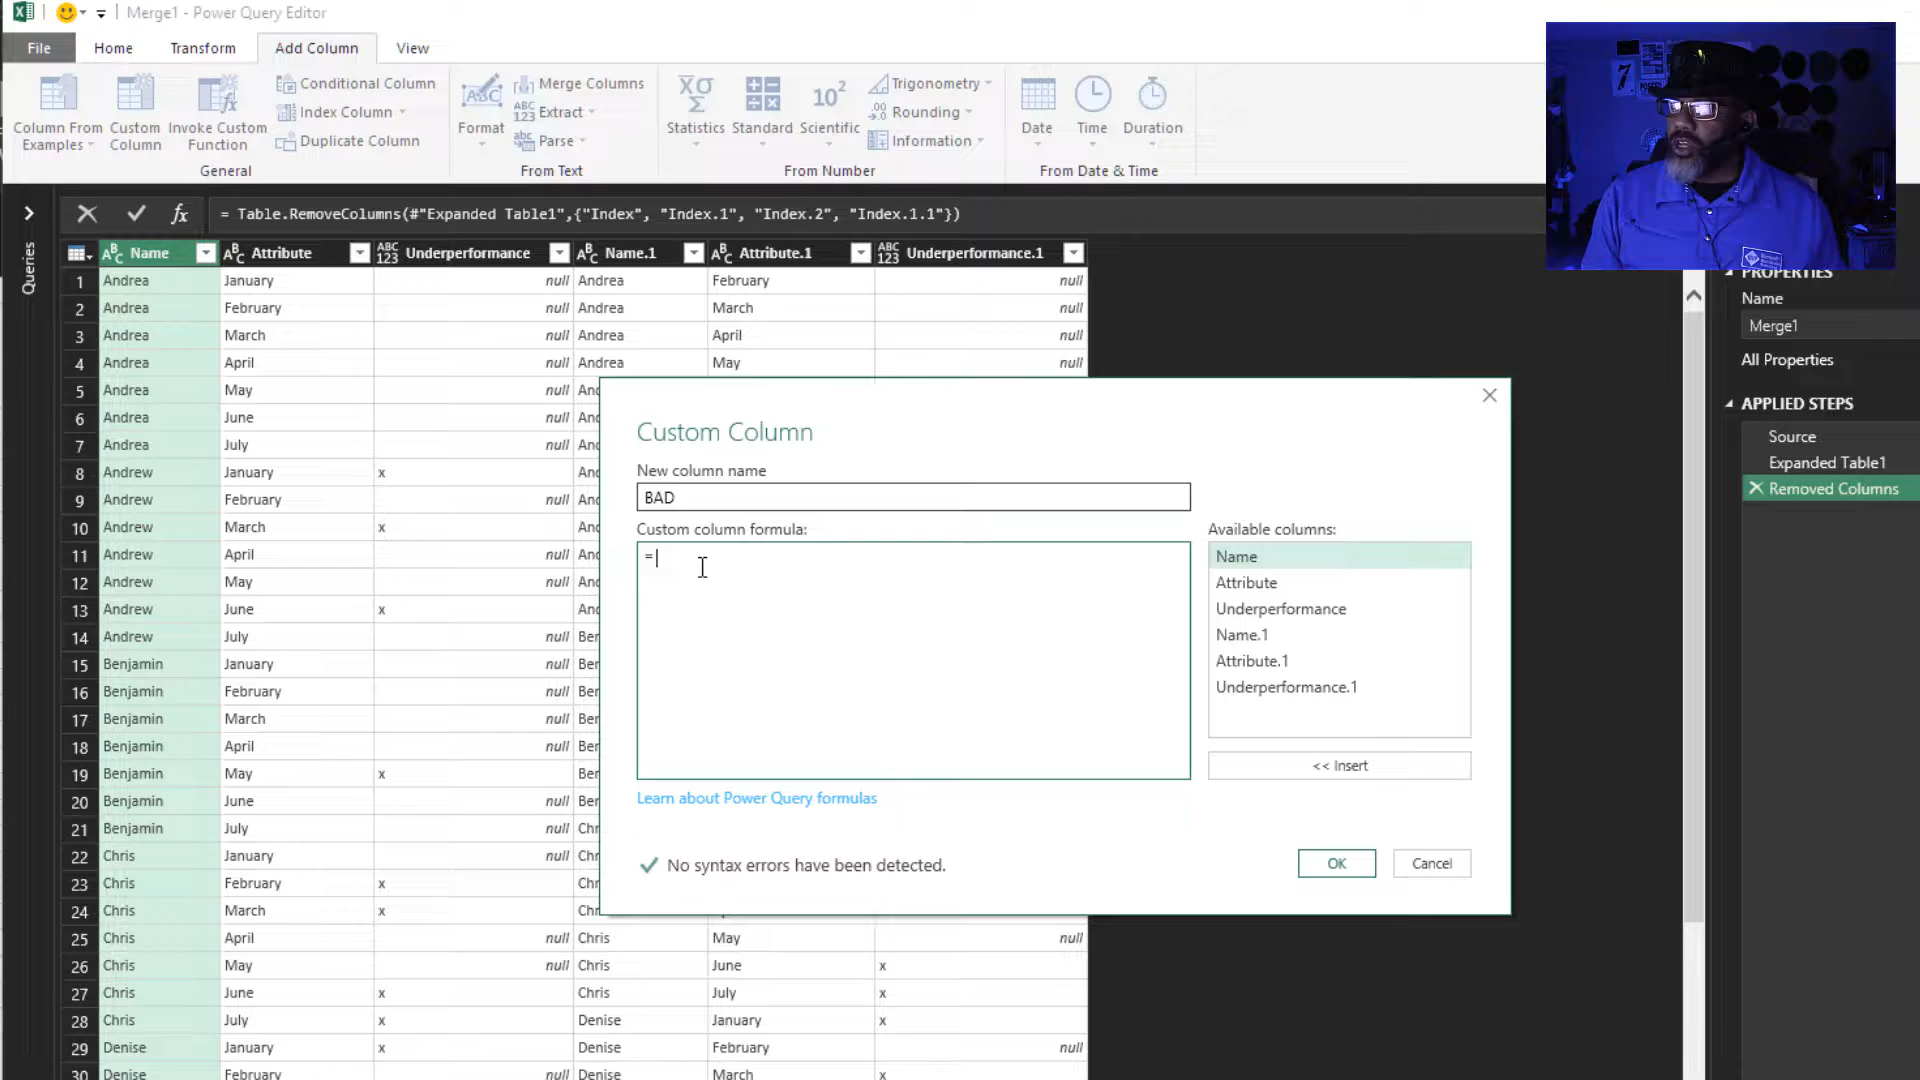 Merge1 - Power Query Editor
File Home Transform Add Column View
Column From Examples
Custom Column
Invoke Custom Function
Conditional Column
Index Column
Duplicate Column
General
Format
Merge Columns
Extract
Parse
From Text
Statistics
Standard
Scientific
Trigonometry
Rounding
Information
From Number
Date
Time
Duration
From Date & Time
= Table.RemoveColumns(#"Expanded Table1",{"Index", "Index.1", "Index.2", "Index.1.1"})
Queries
Name Attribute Underperformance Name.1 Attribute.1 Underperformance.1
1 Andrea January null Andrea February null
2 Andrea February null Andrea March null
3 Andrea March null Andrea April null
4 Andrea April null Andrea May null
5 Andrea May null
6 Andrea June null
7 Andrea July null
8 Andrew January x
9 Andrew February null
10 Andrew March x
11 Andrew April null
12 Andrew May null
13 Andrew June x
14 Andrew July null
15 Benjamin January null
16 Benjamin February null
17 Benjamin March null
18 Benjamin April null
19 Benjamin May x
20 Benjamin June null
21 Benjamin July null
22 Chris January null
23 Chris February x
24 Chris March x
25 Chris April null Chris May null
26 Chris May null Chris June x
27 Chris June x Chris July x
28 Chris July x Denise January x
29 Denise January x Denise February null
30 Denise February null Denise March x
Custom Column
New column name
BAD
Custom column formula:
=
Available columns:
Name
Attribute
Underperformance
Name.1
Attribute.1
Underperformance.1
<< Insert
Learn about Power Query formulas
No syntax errors have been detected.
OK
Cancel
PROPERTIES
Name
Merge1
All Properties
APPLIED STEPS
Source
Expanded Table1
Removed Columns
7